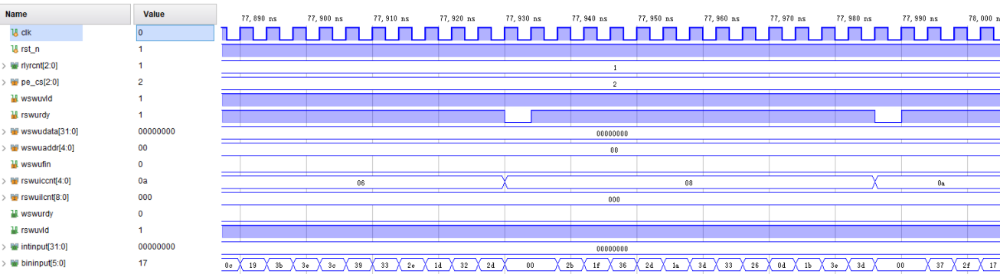 Name Value 77,890 ns 77,900 ns 77,910 ns 77,920 ns 77,930 ns 77,940 ns 77,950 ns 77,960 ns 77,970 ns 77,980 ns 77,990 ns 78,000 n
clk 0
rst_n 1
rlyrcnt[2:0] 1 1
pe_cs[2:0] 2 2
wswuvld 1
rswurdy 1
wswudata[31:0] 00000000 00000000
wswuaddr[4:0] 00 00
wswufin 0
rswuiccnt[4:0] 0a 06 08 0a
rswuilcnt[8:0] 000 000
wswurdy 0
rswuvld 1
intinput[31:0] 00000000 00000000
bininput[5:0] 17 0c 19 3b 3e 3c 39 33 2e 1d 32 2d 00 2b 1f 36 2d 1a 3d 33 26 0d 1b 3e 3d 00 37 2f 17